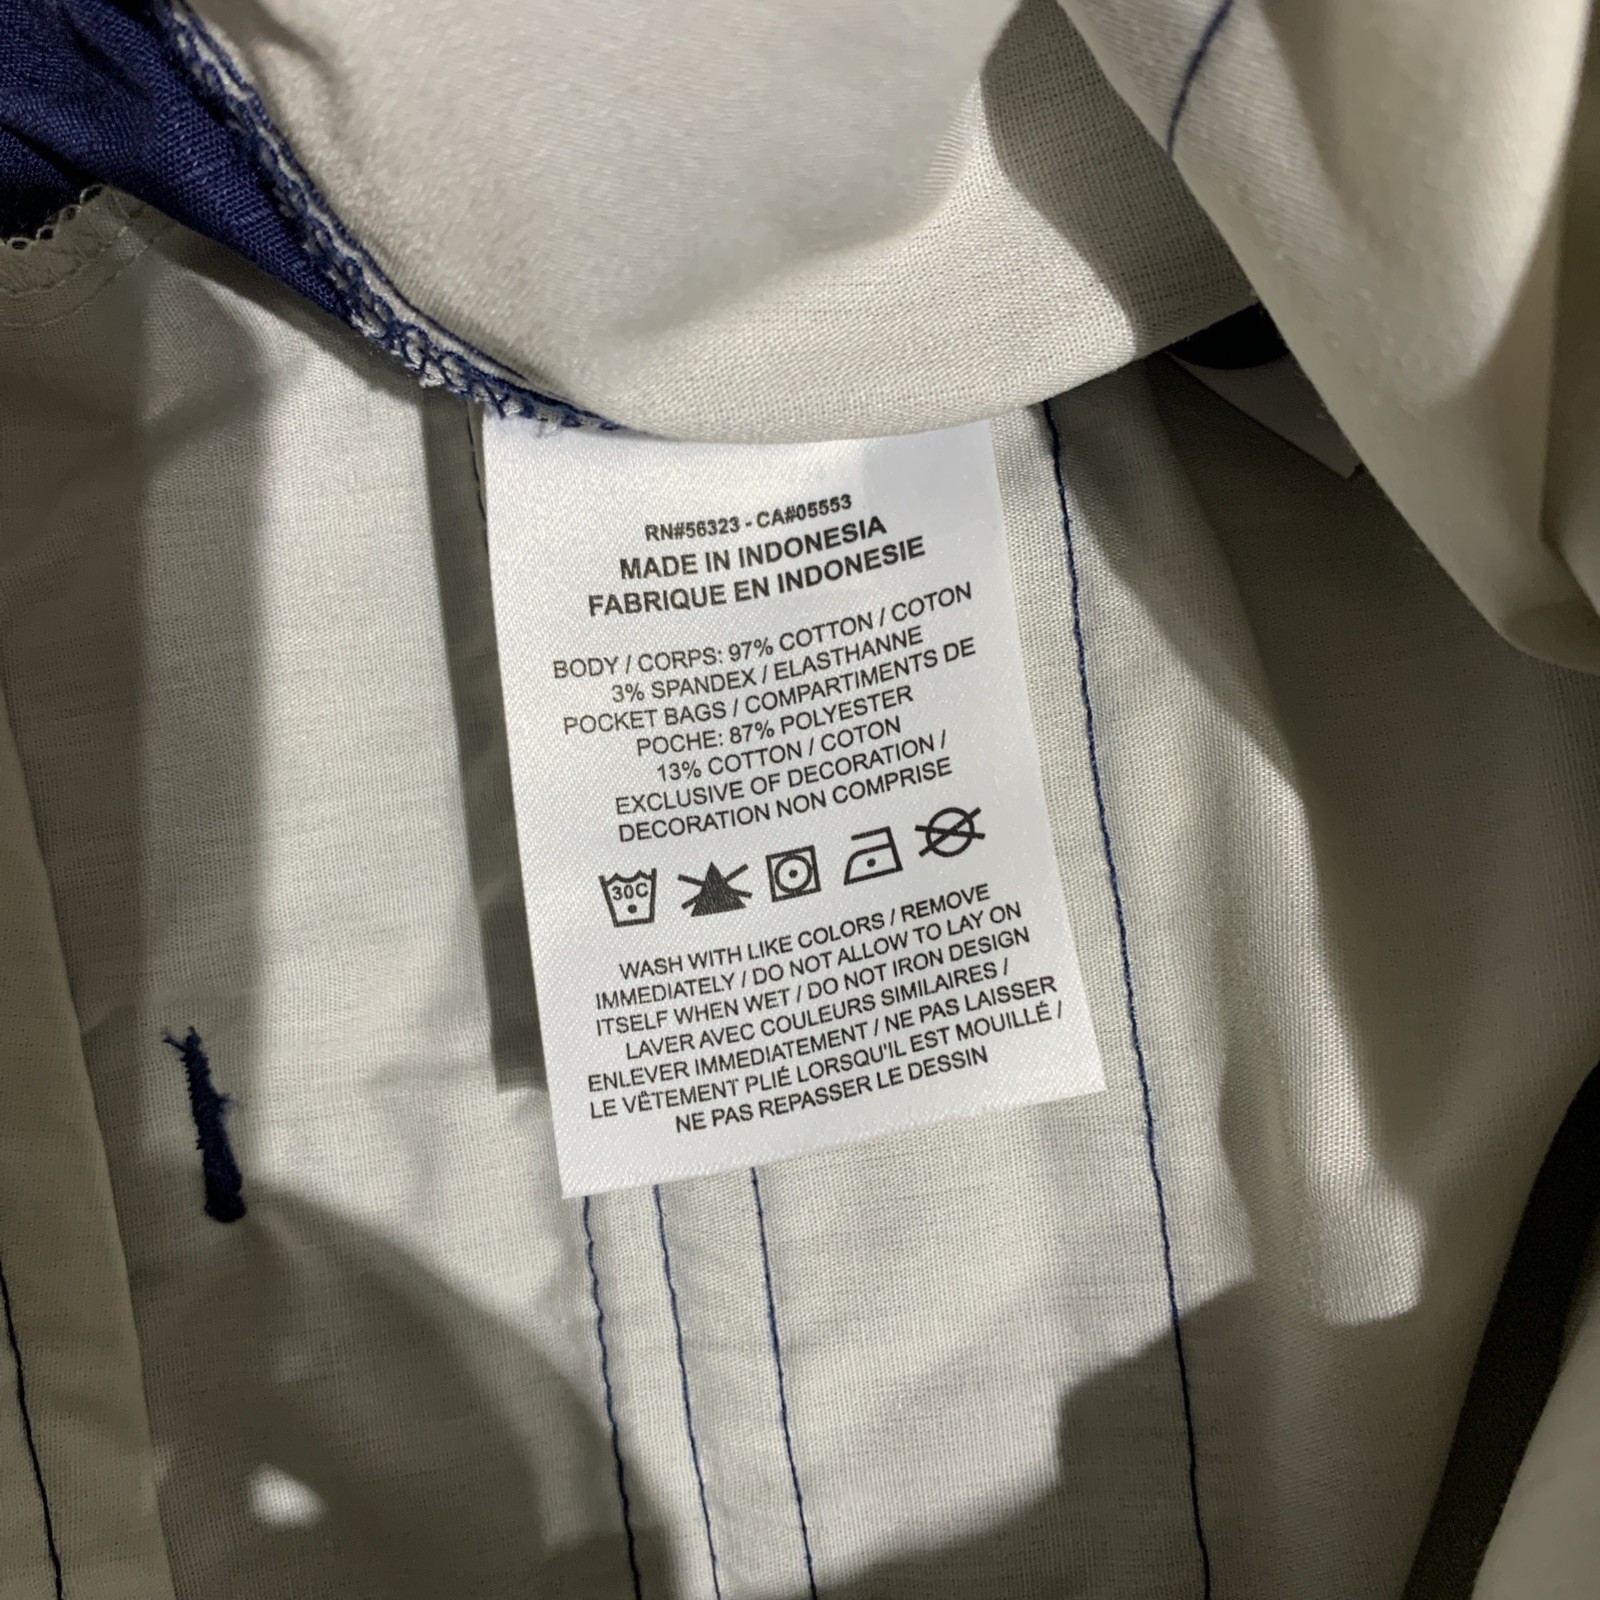 RN#56323 - CA#05553
MADE IN INDONESIA
FABRIQUE EN INDONESIE
BODY / CORPS: 97% COTTON / COTON
3% SPANDEX / ELASTHANNE
POCKET BAGS / COMPARTIMENTS DE
POCHE: 87% POLYESTER
13% COTTON / COTON
EXCLUSIVE OF DECORATION /
DECORATION NON COMPRISE
30C
WASH WITH LIKE COLORS / REMOVE
IMMEDIATELY / DO NOT ALLOW TO LAY ON
ITSELF WHEN WET / DO NOT IRON DESIGN
LAVER AVEC COULEURS SIMILAIRES /
ENLEVER IMMEDIATEMENT / NE PAS LAISSER
LE VÊTEMENT PLIÉ LORSQU'IL EST MOUILLÉ /
NE PAS REPASSER LE DESSIN